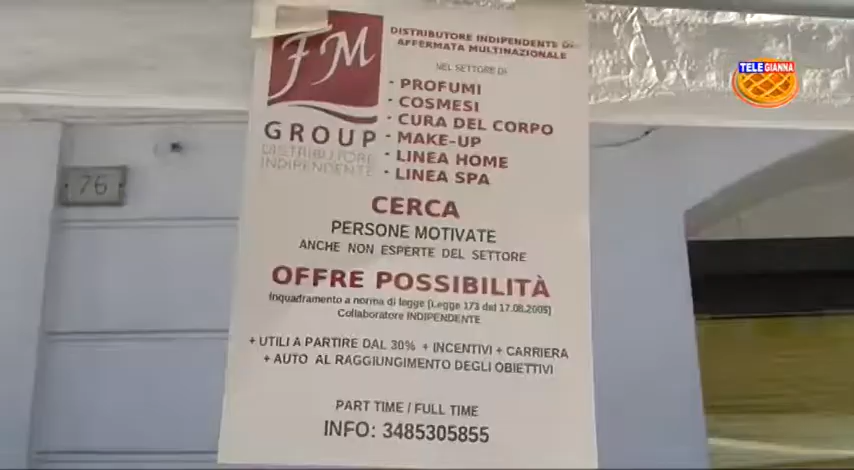 TELE GIANNA
FM
GROUP
DISTRIBUTORE
INDIPENDENTE
DISTRIBUTORE INDIPENDENTE DI
AFFERMATA MULTINAZIONALE
NEL SETTORE DI
- PROFUMI
- COSMESI
- CURA DEL CORPO
- MAKE-UP
- LINEA HOME
- LINEA SPA
76
CERCA
PERSONE MOTIVATE
ANCHE NON ESPERTE DEL SETTORE
OFFRE POSSIBILITÀ
Inquadramento a norma di legge (Legge 173 del 17.08.2005)
Collaboratore INDIPENDENTE
+ UTILI A PARTIRE DAL 30% + INCENTIVI + CARRIERA
+ AUTO AL RAGGIUNGIMENTO DEGLI OBIETTIVI
PART TIME / FULL TIME
INFO: 3485305855